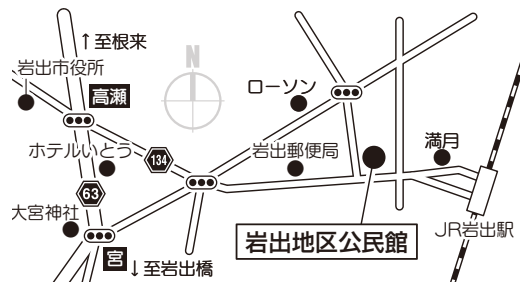 ↑至根来
N
岩出市役所
高瀬
ローソン
ホテルいとう
134
岩出郵便局
満月
63
大宮神社
宮
↓至岩出橋
岩出地区公民館
JR岩出駅